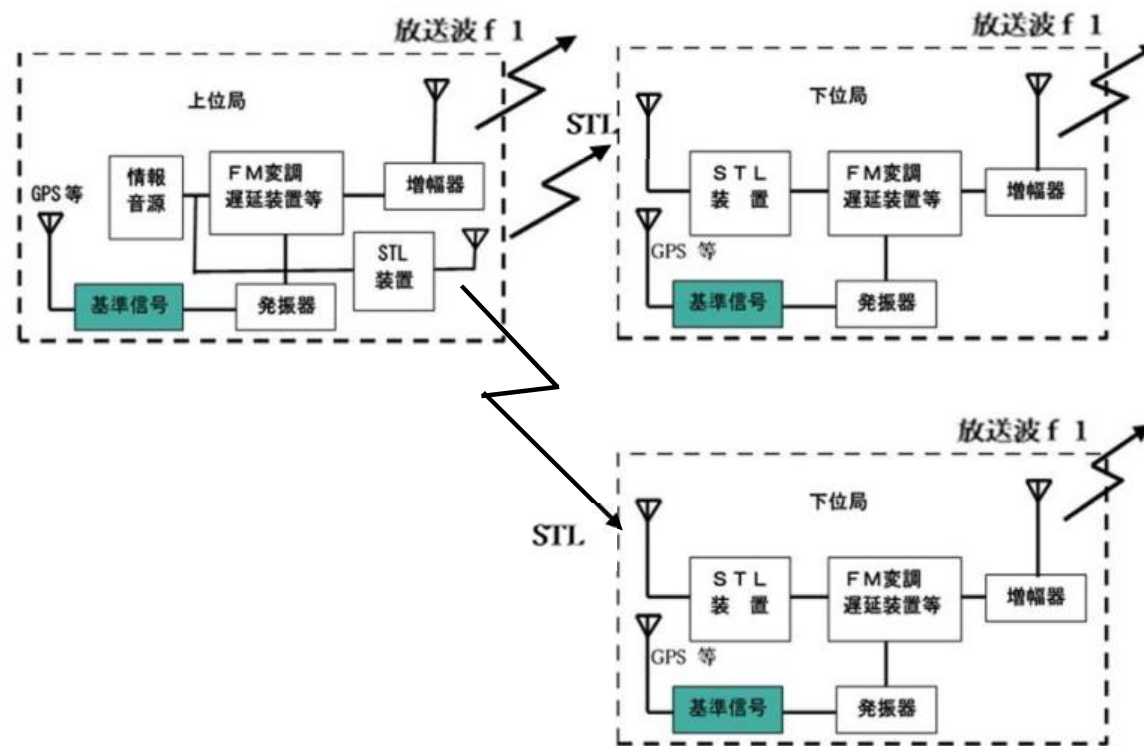 放送波ｆ１
上位局
GPS 等
情報
音源
ＦＭ変調
遅延装置等
増幅器
STL
装置
基準信号
発振器
STL
放送波ｆ１
下位局
ＳＴＬ
装　置
ＦＭ変調
遅延装置等
増幅器
GPS 等
基準信号
発振器
STL
放送波ｆ１
下位局
ＳＴＬ
装　置
ＦＭ変調
遅延装置等
増幅器
GPS 等
基準信号
発振器